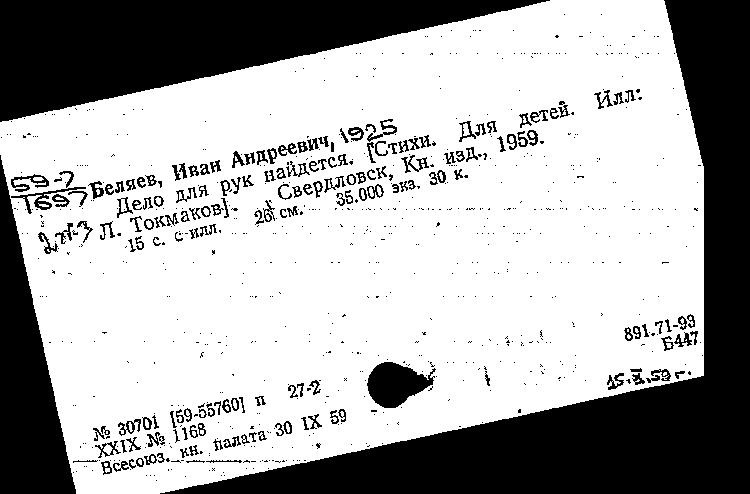 59-7
1697
Беляев, Иван Андреевич, 1925
Дело для рук найдется. [Стихи. Для детей. Илл:
Л. Токмаков]. Свердловск, Кн. изд., 1959.
15 с. с илл. 26 см. 35.000 экз. 30 к.
891.71-93
Б447
15.X.59 г.
№ 30701 [59-55760] п 27-2
XXIX № 1168
Всесоюз. кн. палата 30 IX 59